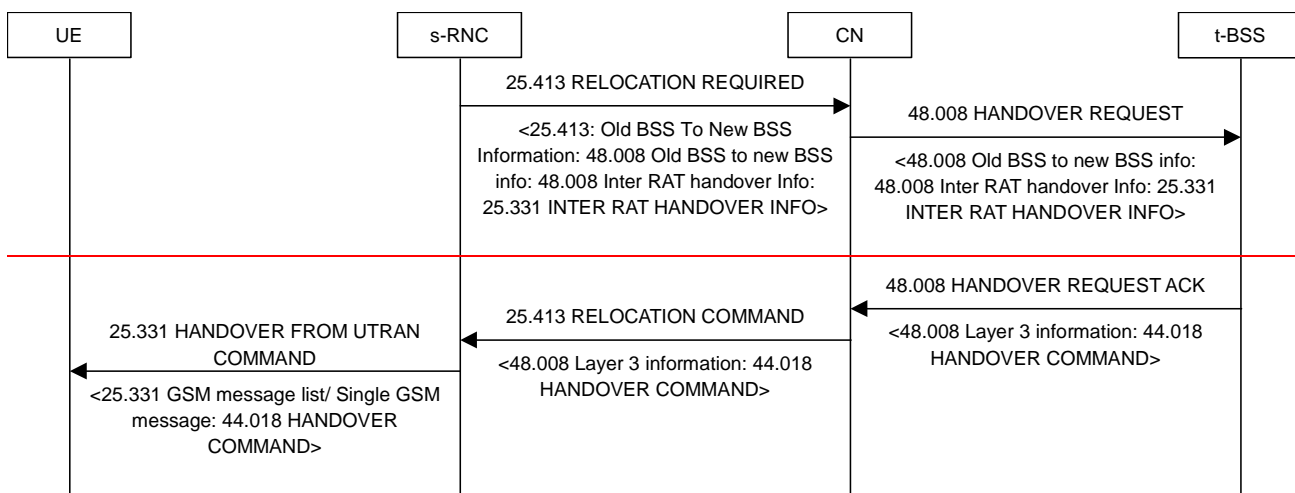 UE
s-RNC
CN
t-BSS
25.413 RELOCATION REQUIRED
<25.413: Old BSS To New BSS
Information: 48.008 Old BSS to new BSS
info: 48.008 Inter RAT handover Info:
25.331 INTER RAT HANDOVER INFO>
48.008 HANDOVER REQUEST
<48.008 Old BSS to new BSS info:
48.008 Inter RAT handover Info: 25.331
INTER RAT HANDOVER INFO>
48.008 HANDOVER REQUEST ACK
<48.008 Layer 3 information: 44.018
HANDOVER COMMAND>
25.413 RELOCATION COMMAND
<48.008 Layer 3 information: 44.018
HANDOVER COMMAND>
25.331 HANDOVER FROM UTRAN
COMMAND
<25.331 GSM message list/ Single GSM
message: 44.018 HANDOVER
COMMAND>